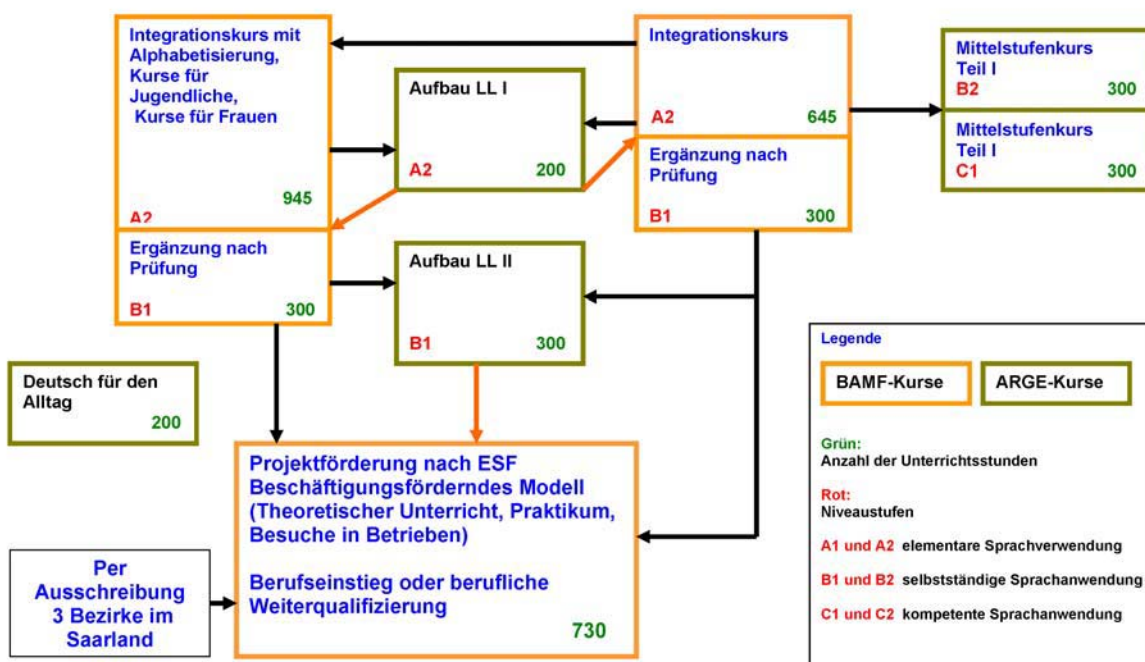 Integrationskurs mit
Alphabetisierung,
Kurse für
Jugendliche,
Kurse für Frauen
945
A2
Ergänzung nach
Prüfung
B1 300
Aufbau LL I
A2 200
Aufbau LL II
B1 300
Integrationskurs
A2 645
Ergänzung nach
Prüfung
B1 300
Mittelstufenkurs
Teil I
B2 300
Mittelstufenkurs
Teil I
C1 300
Deutsch für den
Alltag
200
Projektförderung nach ESF
Beschäftigungsförderndes Modell
(Theoretischer Unterricht, Praktikum,
Besuche in Betrieben)
Berufseinstieg oder berufliche
Weiterqualifizierung
730
Per
Ausschreibung
3 Bezirke im
Saarland
Legende
BAMF-Kurse ARGE-Kurse
Grün:
Anzahl der Unterrichtsstunden
Rot:
Niveaustufen
A1 und A2 elementare Sprachverwendung
B1 und B2 selbstständige Sprachanwendung
C1 und C2 kompetente Sprachanwendung